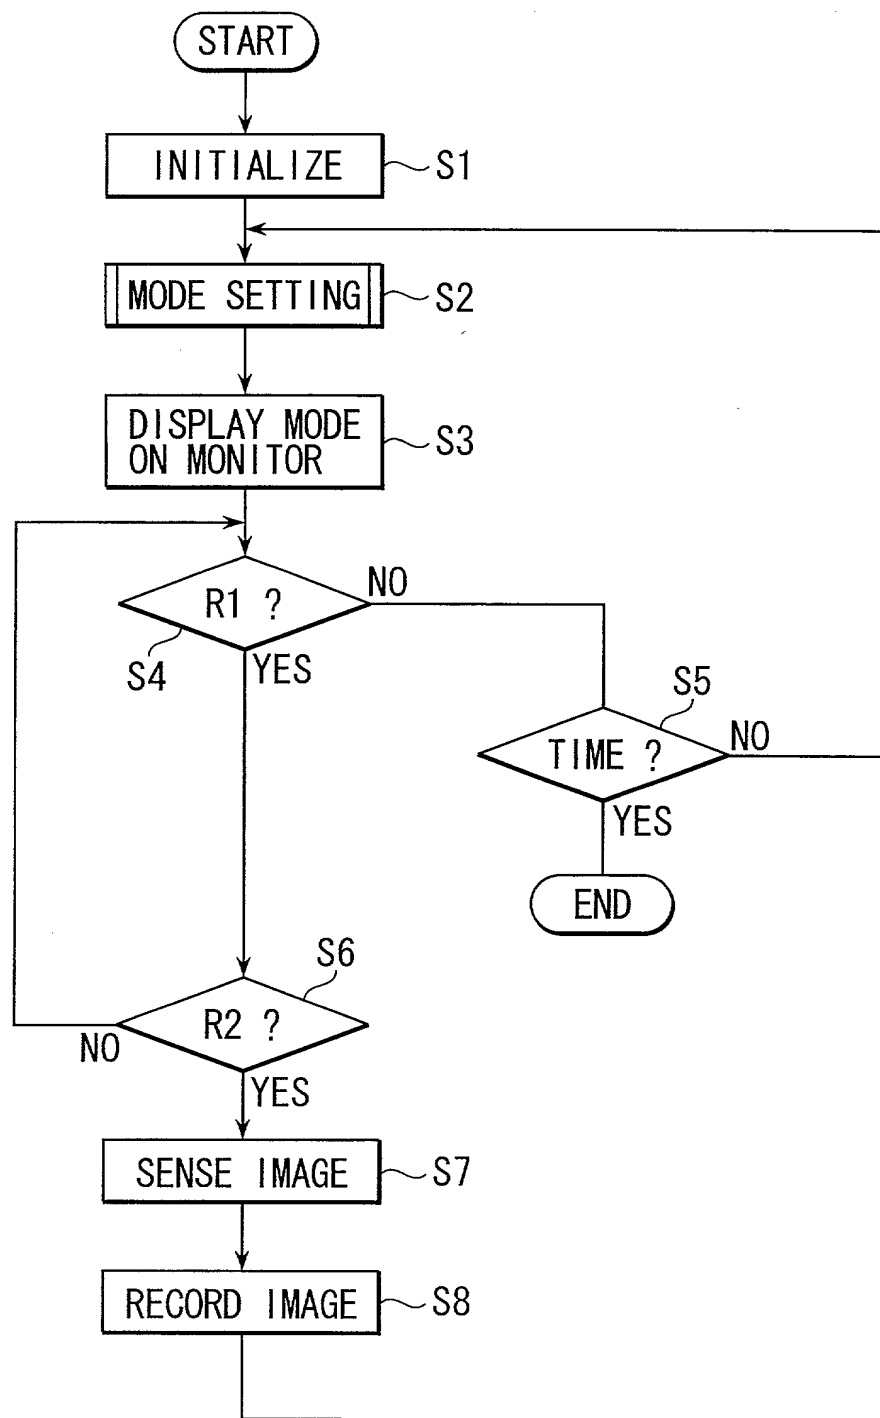 START
INITIALIZE
S1
MODE SETTING
S2
DISPLAY MODE
ON MONITOR
S3
R1 ?
NO
S4
YES
S5
TIME ?
NO
YES
END
S6
R2 ?
NO
YES
SENSE IMAGE
S7
RECORD IMAGE
S8